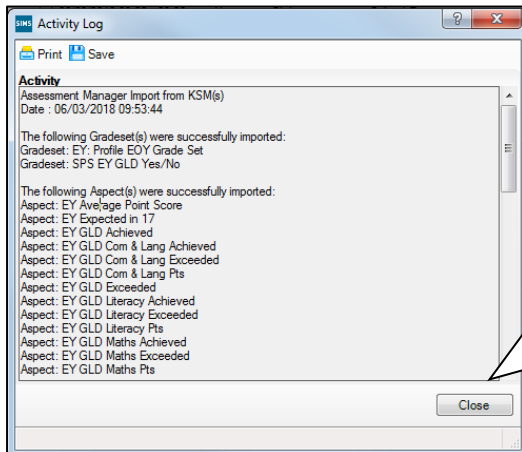 SIMS Activity Log
Print Save
Activity
Assessment Manager Import from KSM(s)
Date : 06/03/2018 09:53:44
The following Gradeset(s) were successfully imported:
Gradeset: EY: Profile EOY Grade Set
Gradeset: SPS EY GLD Yes/No
The following Aspect(s) were successfully imported:
Aspect: EY Average Point Score
Aspect: EY Expected in 17
Aspect: EY GLD Achieved
Aspect: EY GLD Com & Lang Achieved
Aspect: EY GLD Com & Lang Exceeded
Aspect: EY GLD Com & Lang Pts
Aspect: EY GLD Exceeded
Aspect: EY GLD Literacy Achieved
Aspect: EY GLD Literacy Exceeded
Aspect: EY GLD Literacy Pts
Aspect: EY GLD Maths Achieved
Aspect: EY GLD Maths Exceeded
Aspect: EY GLD Maths Pts
Close